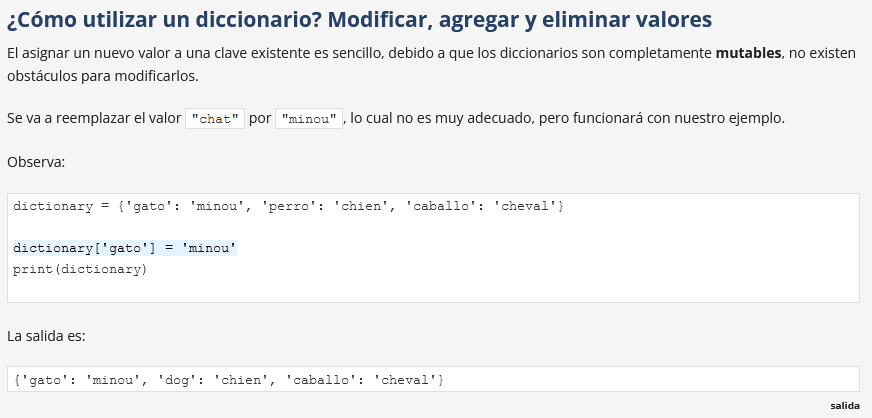 ¿Cómo utilizar un diccionario? Modificar, agregar y eliminar valores
El asignar un nuevo valor a una clave existente es sencillo, debido a que los diccionarios son completamente mutables, no existen
obstáculos para modificarlos.
Se va a reemplazar el valor "chat" por "minou", lo cual no es muy adecuado, pero funcionará con nuestro ejemplo.
Observa:
dictionary = {'gato': 'minou', 'perro': 'chien', 'caballo': 'cheval'}
dictionary['gato'] = 'minou'
print(dictionary)
La salida es:
{'gato': 'minou', 'dog': 'chien', 'caballo': 'cheval'}
salida